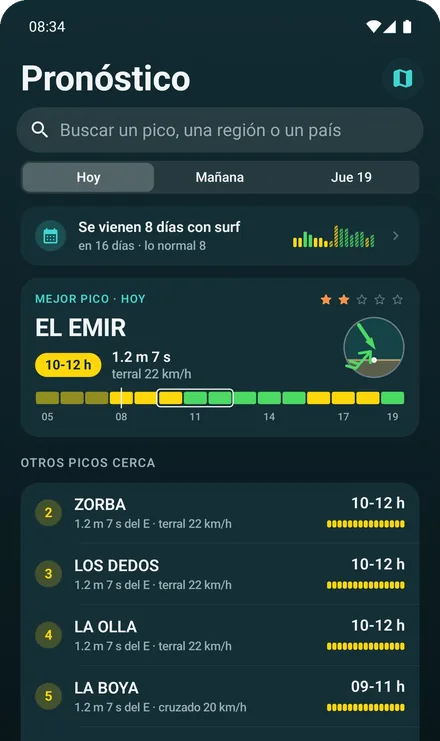 08:34
Pronóstico
Buscar un pico, una región o un país
Hoy
Mañana
Jue 19
Se vienen 8 días con surf
en 16 días · lo normal 8
MEJOR PICO · HOY
EL EMIR
10-12 h
1.2 m 7 s
terral 22 km/h
05
08
11
14
17
19
OTROS PICOS CERCA
2
ZORBA
10-12 h
1.2 m 7 s del E · terral 22 km/h
3
LOS DEDOS
10-12 h
1.2 m 7 s del E · terral 22 km/h
4
LA OLLA
10-12 h
1.2 m 7 s del E · terral 22 km/h
5
LA BOYA
09-11 h
1.2 m 7 s del E · cruzado 20 km/h